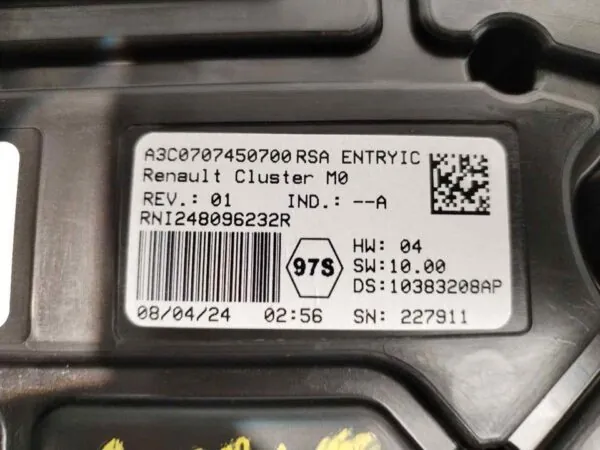 A3C0707450700 RSA ENTRYIC
Renault Cluster M0
REV.: 01 IND.: --A
RNI248096232R
97S
HW: 04
SW:10.00
DS:10383208AP
08/04/24 02:56 SN: 227911